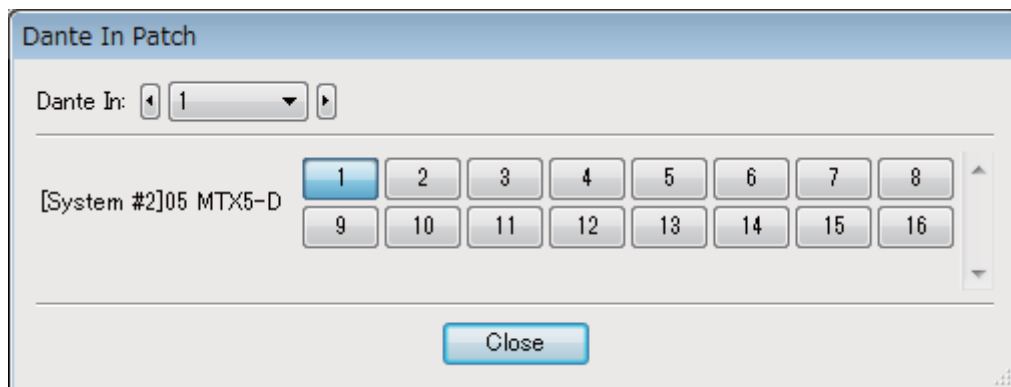 Dante In Patch
Dante In: 1
[System #2]05 MTX5-D
1 2 3 4 5 6 7 8
9 10 11 12 13 14 15 16
Close